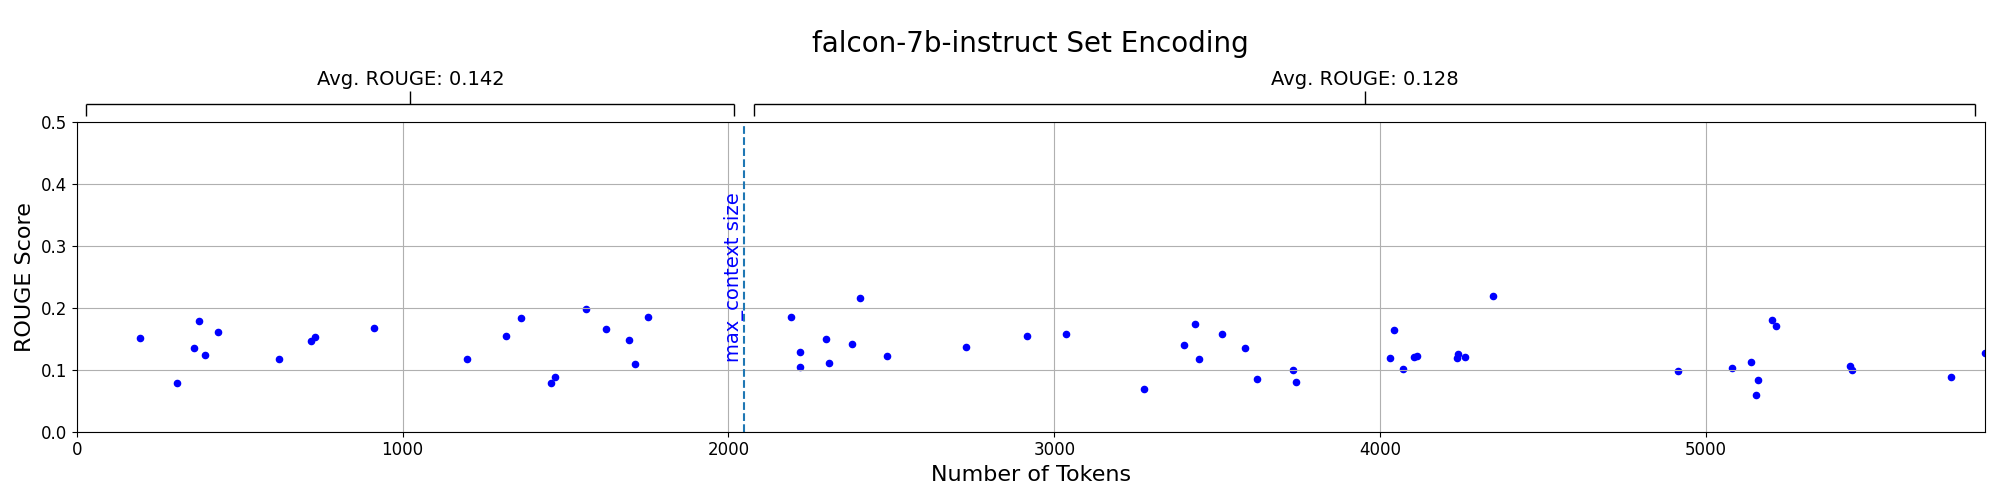 falcon-7b-instruct Set Encoding
Avg. ROUGE: 0.142
Avg. ROUGE: 0.128
ROUGE Score
0.5
0.4
0.3
0.2
0.1
0.0
max_context size
0 1000 2000 3000 4000 5000
Number of Tokens